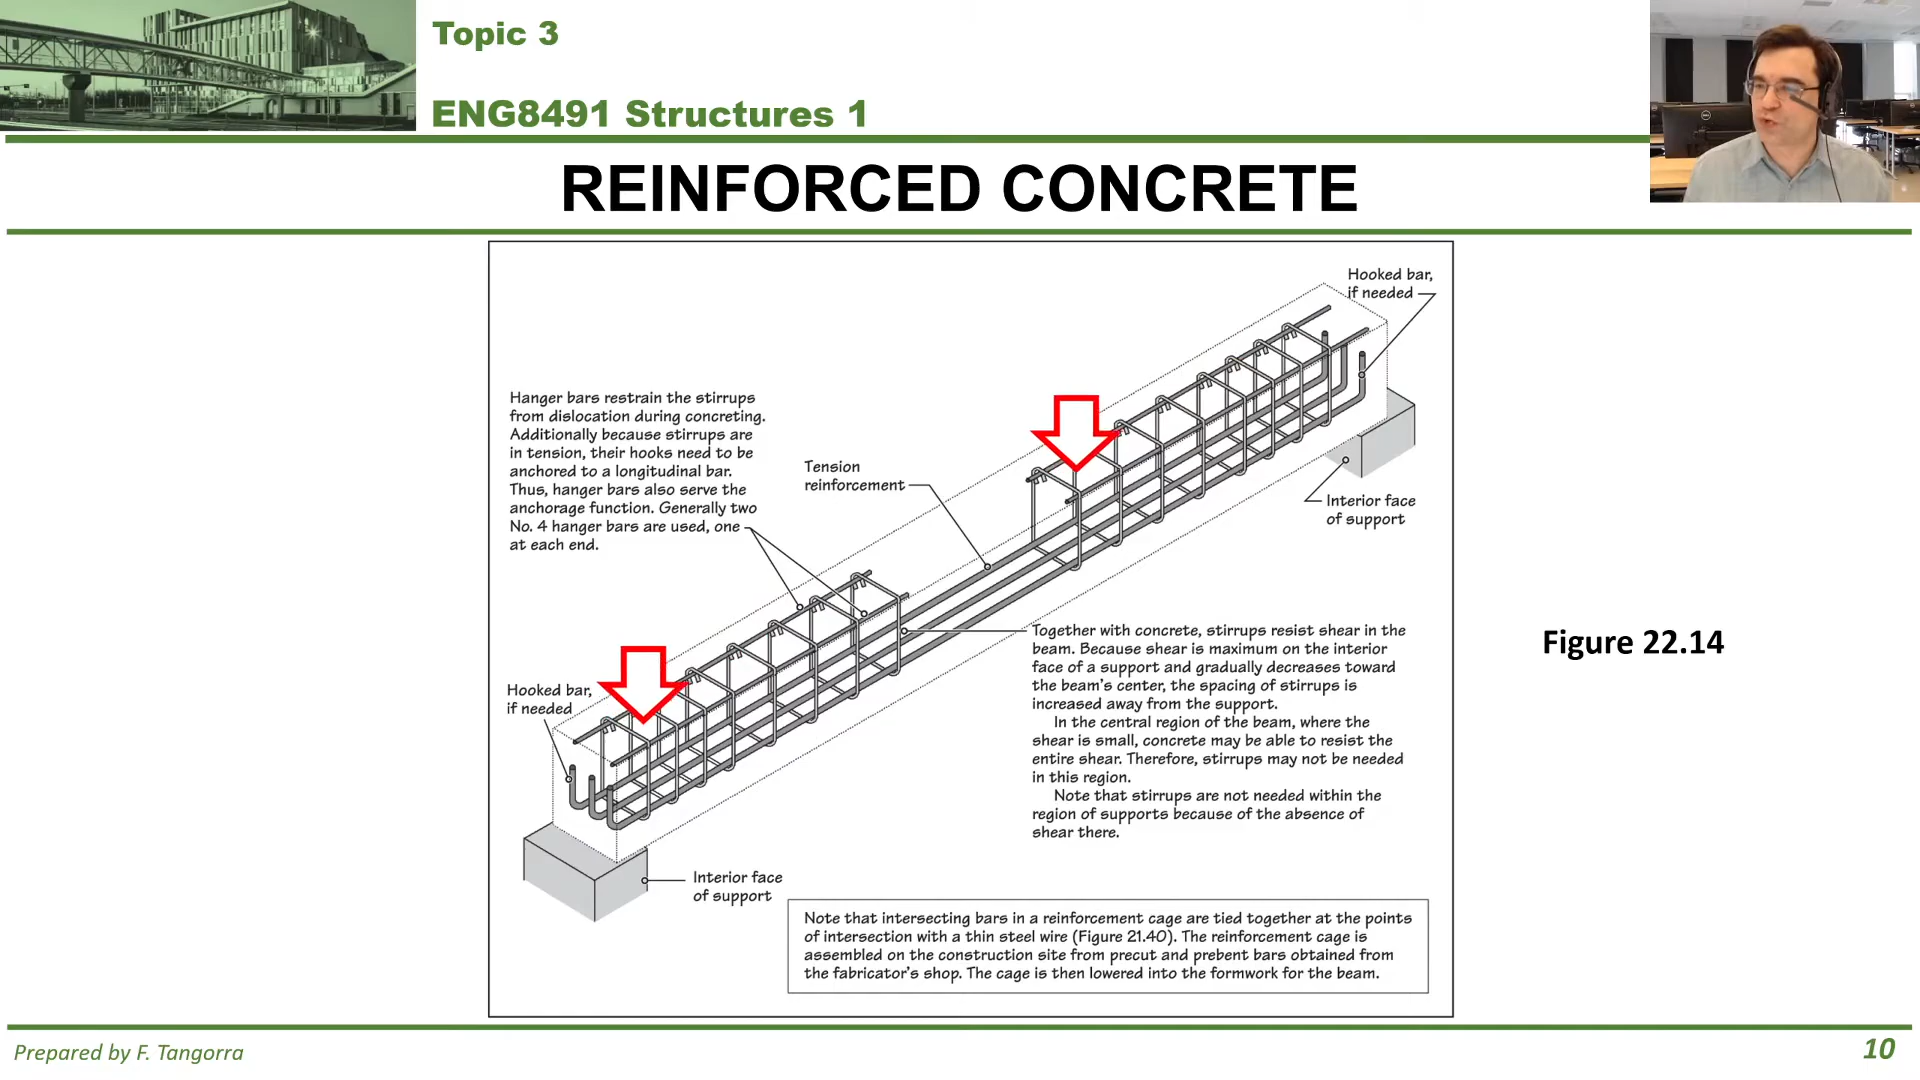 Topic 3
ENG8491 Structures 1
REINFORCED CONCRETE
Hooked bar,
if needed
Hanger bars restrain the stirrups
from dislocation during concreting.
Additionally because stirrups are
in tension, their hooks need to be
anchored to a longitudinal bar.
Thus, hanger bars also serve the
anchorage function. Generally two
No. 4 hanger bars are used, one
at each end.
Tension
reinforcement
Interior face
of support
Together with concrete, stirrups resist shear in the
beam. Because shear is maximum on the interior
face of a support and gradually decreases toward
the beam's center, the spacing of stirrups is
increased away from the support.
In the central region of the beam, where the
shear is small, concrete may be able to resist the
entire shear. Therefore, stirrups may not be needed
in this region.
Note that stirrups are not needed within the
region of supports because of the absence of
shear there.
Figure 22.14
Hooked bar,
if needed
Interior face
of support
Note that intersecting bars in a reinforcement cage are tied together at the points
of intersection with a thin steel wire (Figure 21.40). The reinforcement cage is
assembled on the construction site from precut and prebent bars obtained from
the fabricator's shop. The cage is then lowered into the formwork for the beam.
Prepared by F. Tangorra
10